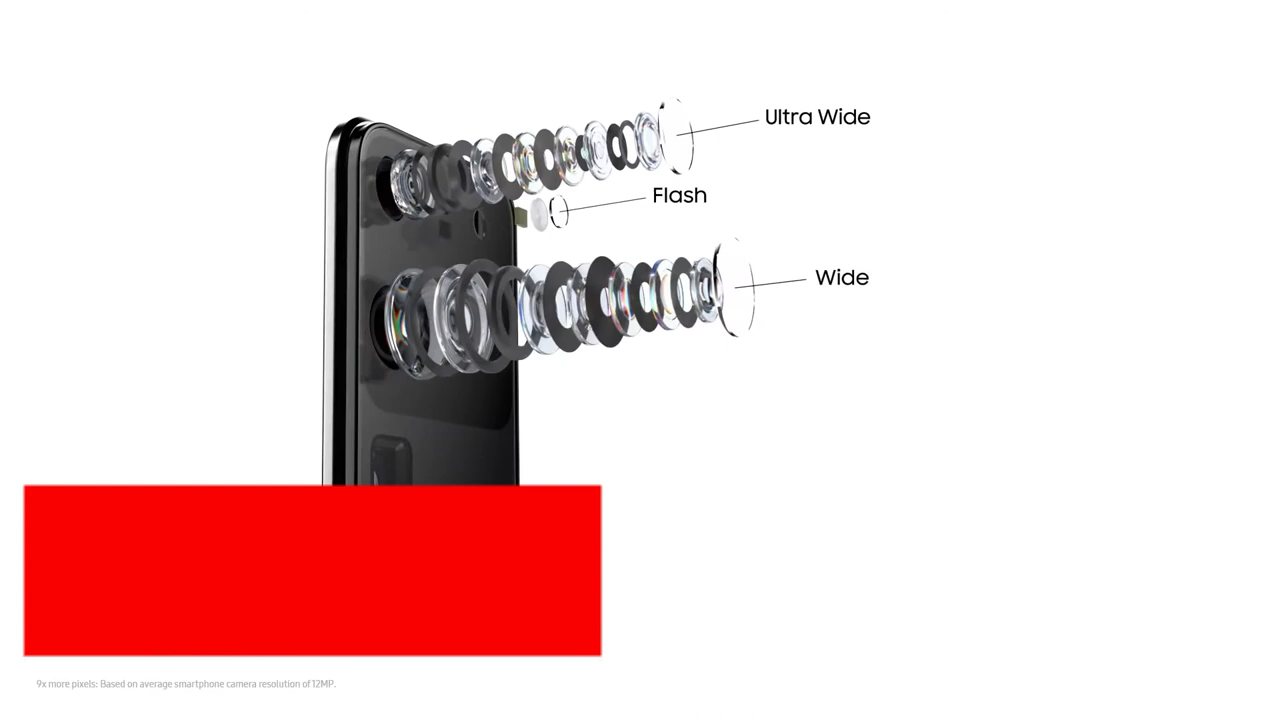 Ultra Wide
Flash
Wide
9x more pixels: Based on average smartphone camera resolution of 12MP.